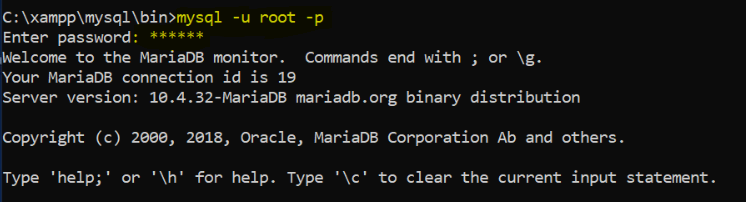 C:\xampp\mysql\bin>mysql -u root -p
Enter password: ******
Welcome to the MariaDB monitor.  Commands end with ; or \g.
Your MariaDB connection id is 19
Server version: 10.4.32-MariaDB mariadb.org binary distribution
Copyright (c) 2000, 2018, Oracle, MariaDB Corporation Ab and others.
Type 'help;' or '\h' for help. Type '\c' to clear the current input statement.